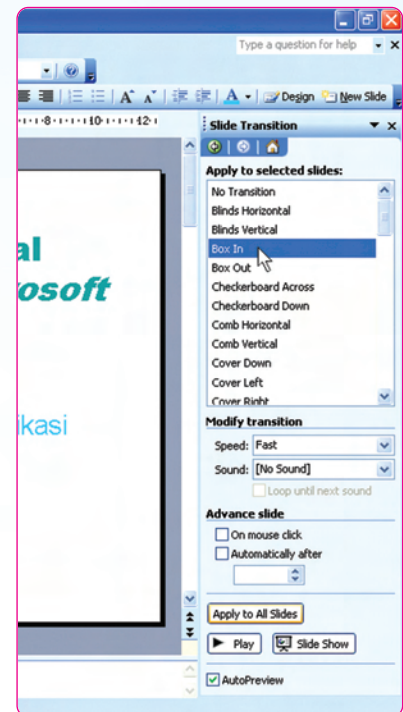 Type a question for help
A A A Design New Slide
8 10 12
Slide Transition
Apply to selected slides:
No Transition
Blinds Horizontal
Blinds Vertical
Box In
Box Out
Checkerboard Across
Checkerboard Down
Comb Horizontal
Comb Vertical
Cover Down
Cover Left
Cover Right
al
osoft
ikasi
Modify transition
Speed: Fast
Sound: [No Sound]
Loop until next sound
Advance slide
On mouse click
Automatically after
Apply to All Slides
Play Slide Show
AutoPreview